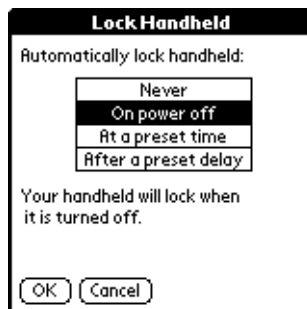 Lock Handheld
Automatically lock handheld:
Never
On power off
At a preset time
After a preset delay
Your handheld will lock when
it is turned off.
OK Cancel